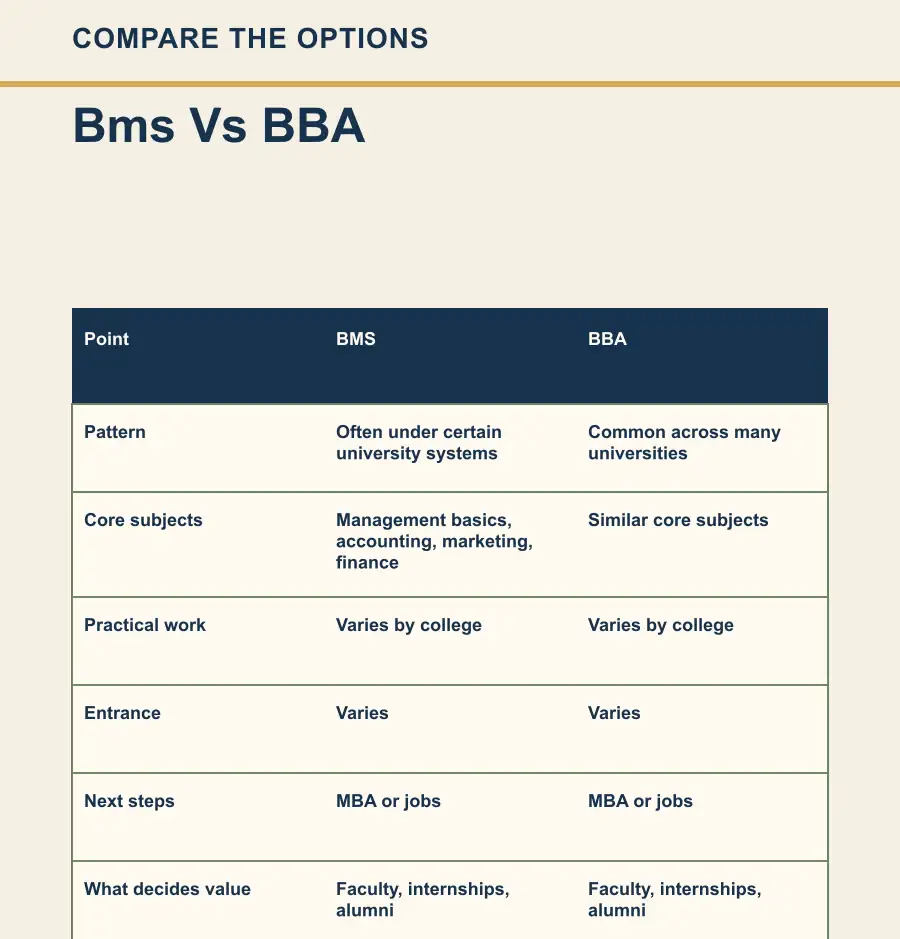 COMPARE THE OPTIONS
Bms Vs BBA
Point BMS BBA
Pattern Often under certain Common across many
university systems universities
Core subjects Management basics, Similar core subjects
accounting, marketing,
finance
Practical work Varies by college Varies by college
Entrance Varies Varies
Next steps MBA or jobs MBA or jobs
What decides value Faculty, internships, Faculty, internships,
alumni alumni